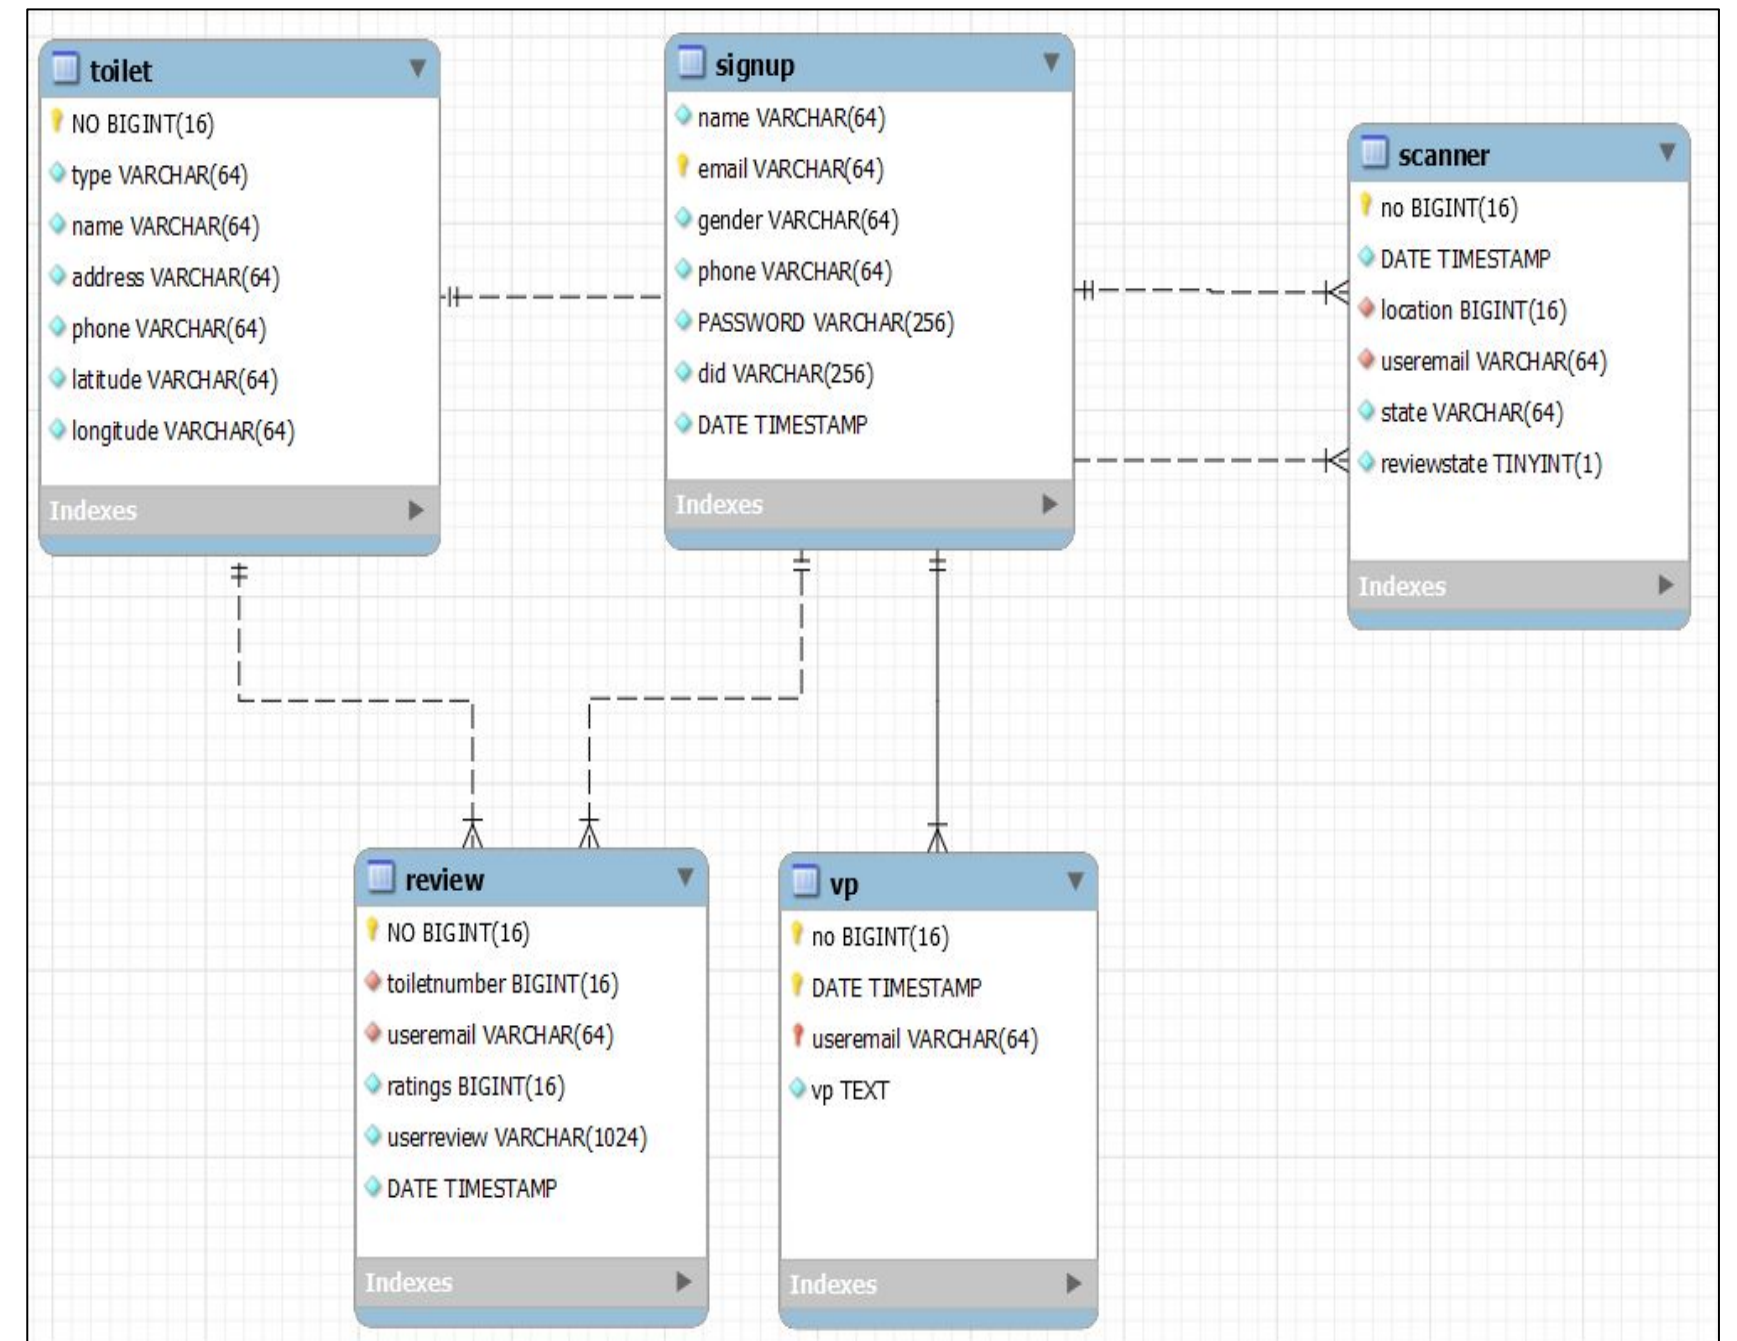 toilet
NO BIGINT(16)
type VARCHAR(64)
name VARCHAR(64)
address VARCHAR(64)
phone VARCHAR(64)
latitude VARCHAR(64)
longitude VARCHAR(64)
Indexes
signup
name VARCHAR(64)
email VARCHAR(64)
gender VARCHAR(64)
phone VARCHAR(64)
PASSWORD VARCHAR(256)
did VARCHAR(256)
DATE TIMESTAMP
Indexes
scanner
no BIGINT(16)
DATE TIMESTAMP
location BIGINT(16)
useremail VARCHAR(64)
state VARCHAR(64)
reviewstate TINYINT(1)
Indexes
review
NO BIGINT(16)
toiletnumber BIGINT(16)
useremail VARCHAR(64)
ratings BIGINT(16)
userreview VARCHAR(1024)
DATE TIMESTAMP
Indexes
vp
no BIGINT(16)
DATE TIMESTAMP
useremail VARCHAR(64)
vp TEXT
Indexes